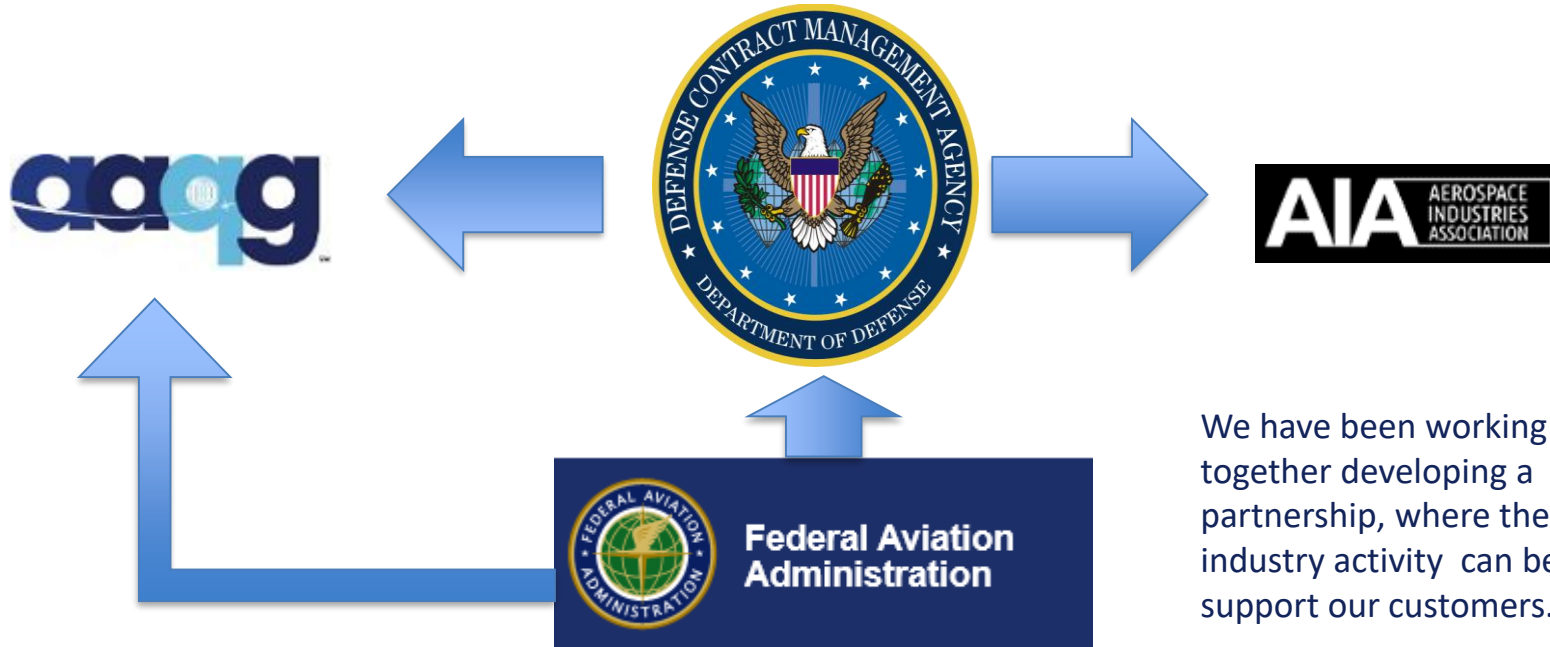 DEFENSE CONTRACT MANAGEMENT AGENCY
DEPARTMENT OF DEFENSE
aaqg
AIA AEROSPACE
INDUSTRIES
ASSOCIATION
FEDERAL AVIATION
ADMINISTRATION
Federal Aviation
Administration
We have been working
together developing a
partnership, where the
industry activity can be
support our customers.